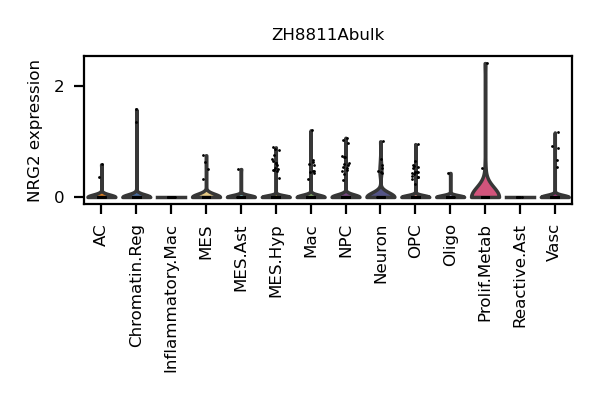 ZH8811Abulk
NRG2 expression
2
0
AC
Chromatin.Reg
Inflammatory.Mac
MES
MES.Ast
MES.Hyp
Mac
NPC
Neuron
OPC
Oligo
Prolif.Metab
Reactive.Ast
Vasc